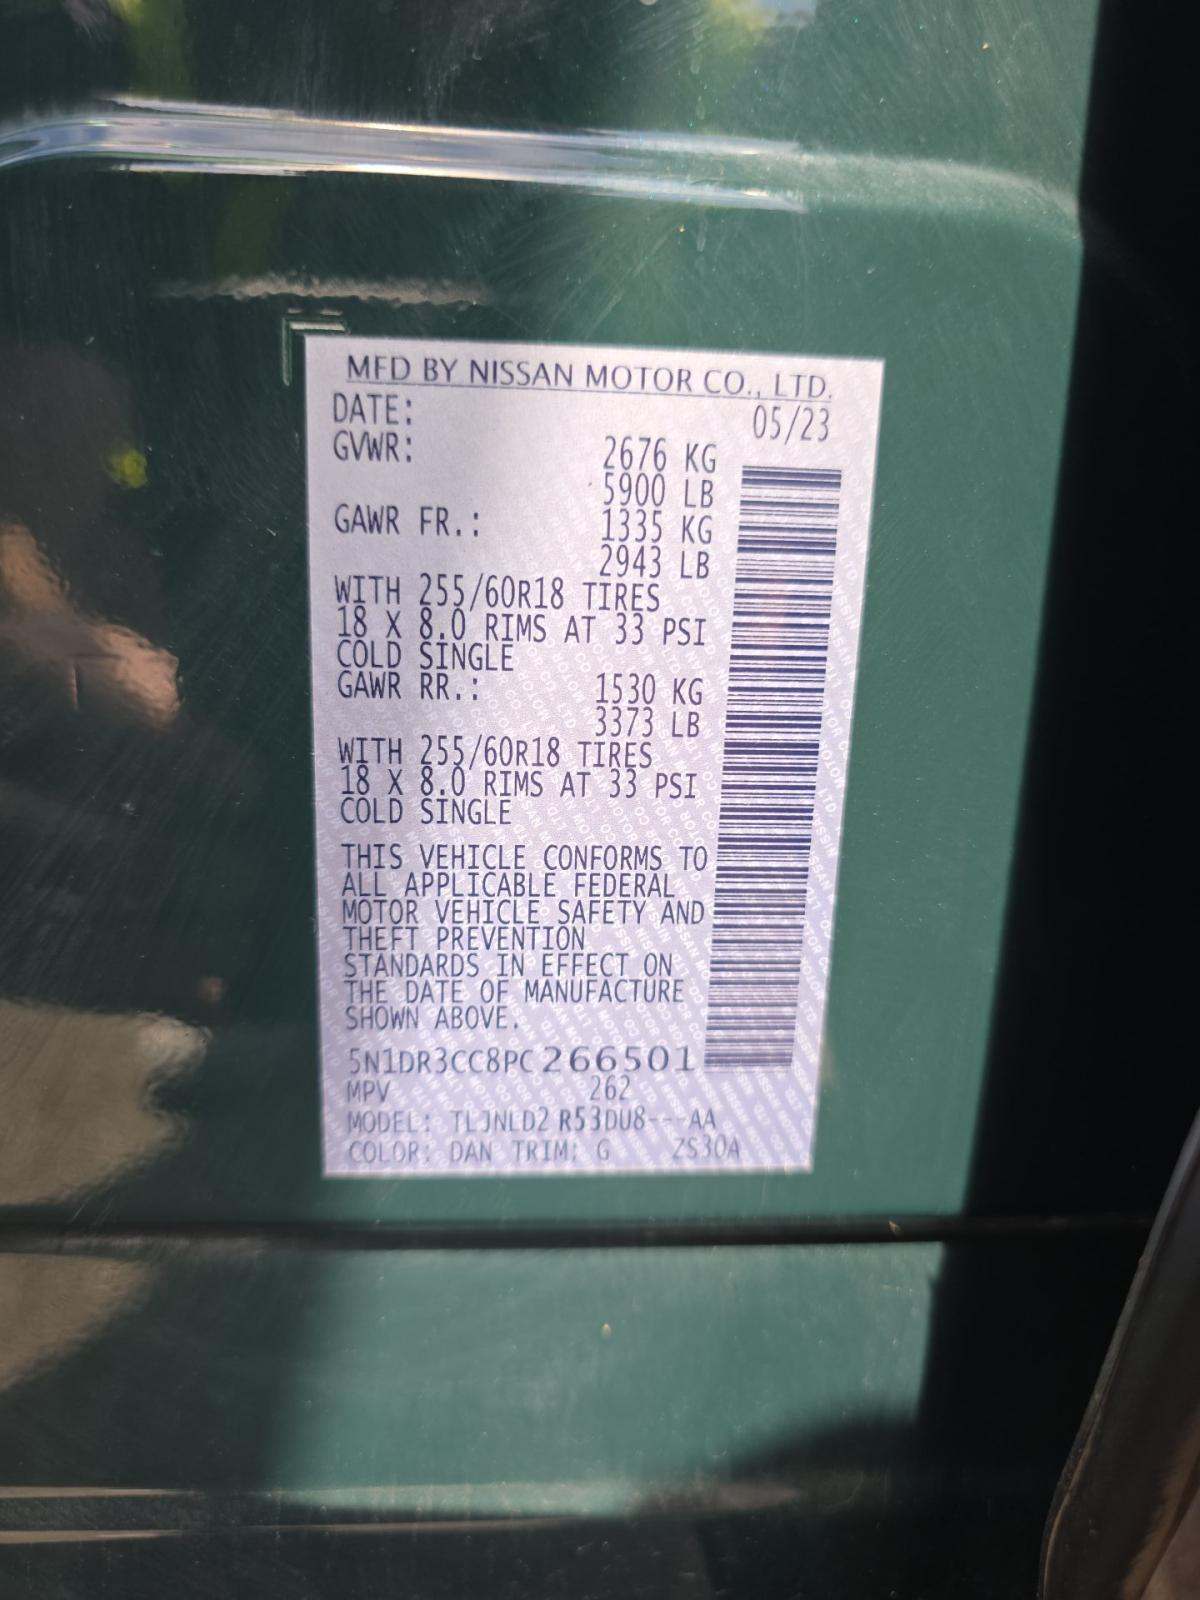 MFD BY NISSAN MOTOR CO., LTD.
DATE: 05/23
GVWR: 2676 KG
5900 LB
GAWR FR.: 1335 KG
2943 LB
WITH 255/60R18 TIRES
18 X 8.0 RIMS AT 33 PSI
COLD SINGLE
GAWR RR.: 1530 KG
3373 LB
WITH 255/60R18 TIRES
18 X 8.0 RIMS AT 33 PSI
COLD SINGLE
THIS VEHICLE CONFORMS TO
ALL APPLICABLE FEDERAL
MOTOR VEHICLE SAFETY AND
THEFT PREVENTION
STANDARDS IN EFFECT ON
THE DATE OF MANUFACTURE
SHOWN ABOVE.
5N1DR3CC8PC266501
MPV 262
MODEL: TLJNLD2 R53DU8---AA
COLOR: DAN TRIM: G ZS30A